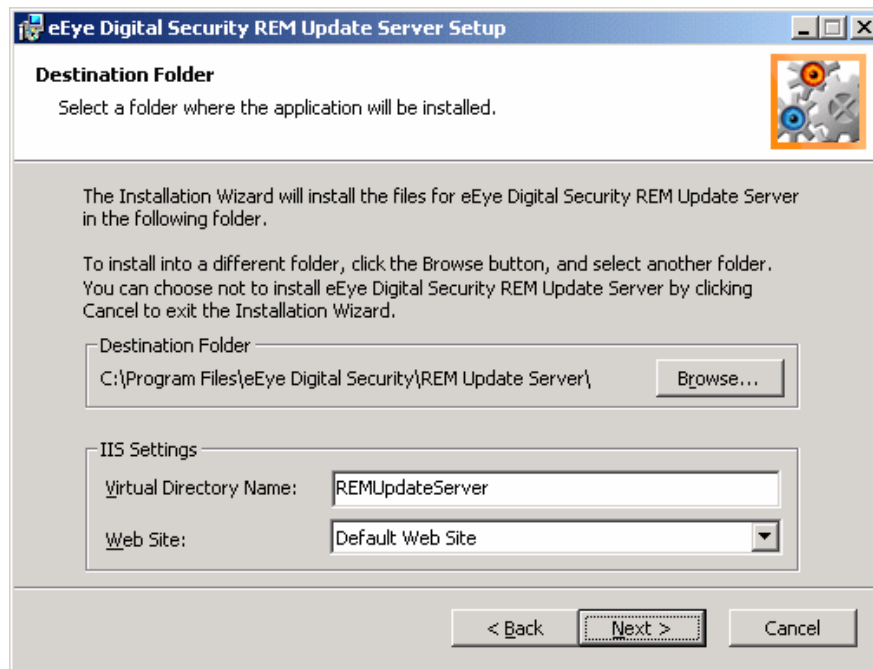 eEye Digital Security REM Update Server Setup
Destination Folder
Select a folder where the application will be installed.
The Installation Wizard will install the files for eEye Digital Security REM Update Server
in the following folder.
To install into a different folder, click the Browse button, and select another folder.
You can choose not to install eEye Digital Security REM Update Server by clicking
Cancel to exit the Installation Wizard.
Destination Folder
C:\Program Files\eEye Digital Security\REM Update Server\ Browse...
IIS Settings
Virtual Directory Name: REMUpdateServer
Web Site: Default Web Site
< Back Next > Cancel